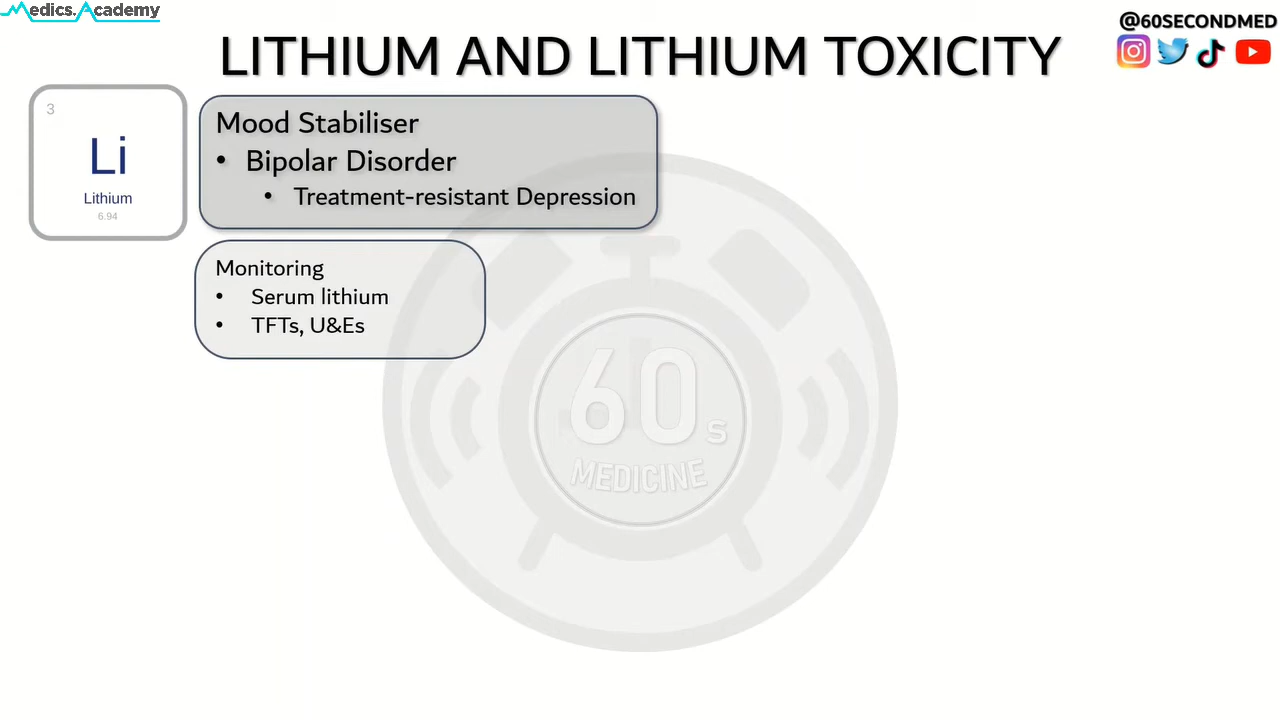 Medics.Academy
@60SECONDMED
LITHIUM AND LITHIUM TOXICITY
3
Li
Lithium
6.94
Mood Stabiliser
• Bipolar Disorder
• Treatment-resistant Depression
Monitoring
• Serum lithium
• TFTs, U&Es
60s
MEDICINE